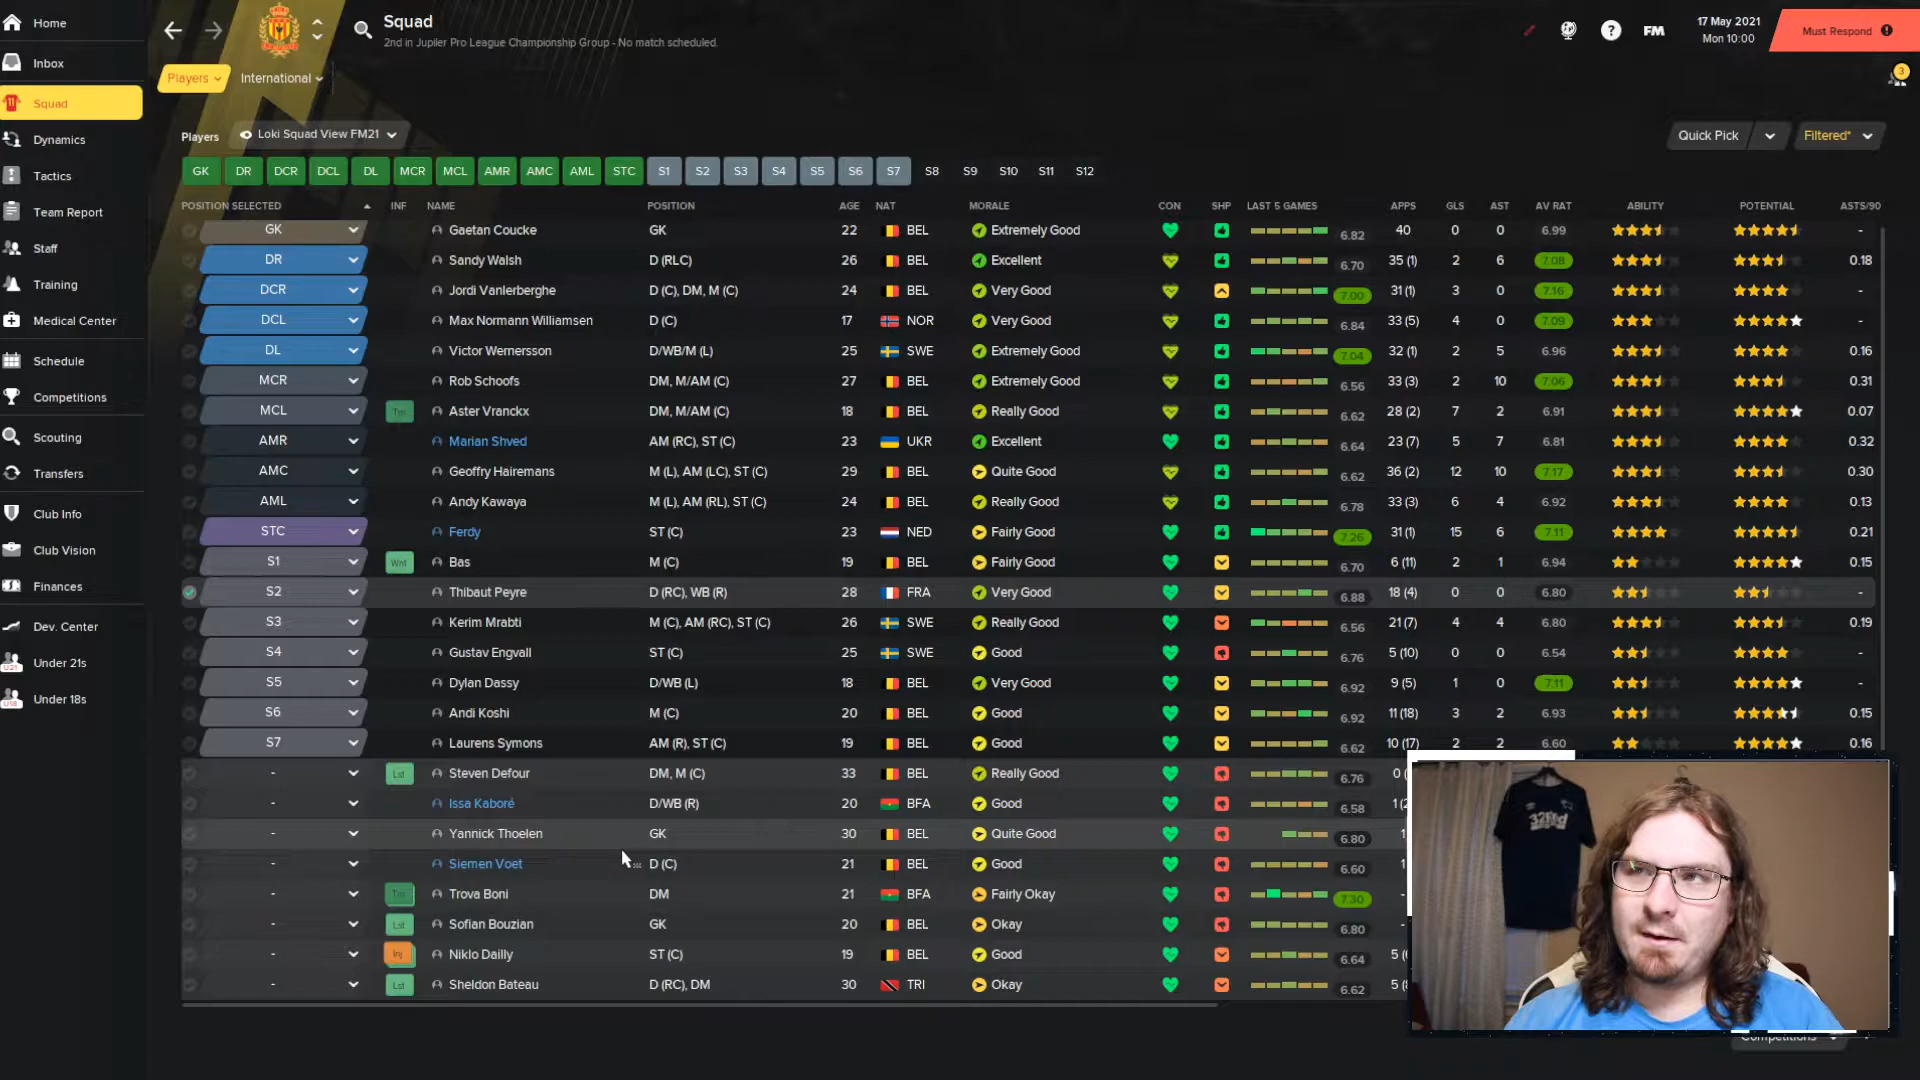 Home
Inbox
Squad
Dynamics
Tactics
Team Report
Staff
Training
Medical Center
Schedule
Competitions
Scouting
Transfers
Club Info
Club Vision
Finances
Dev. Center
Under 21s
Under 18s
Squad
2nd in Jupiler Pro League Championship Group - No match scheduled.
FM
17 May 2021
Mon 10:00
Must Respond
3
Players International
Players Loki Squad View FM21 Quick Pick Filtered*
GK DR DCR DCL DL MCR MCL AMR AMC AML STC S1 S2 S3 S4 S5 S6 S7 S8 S9 S10 S11 S12
POSITION SELECTED INF NAME POSITION AGE NAT MORALE CON SHP LAST 5 GAMES APPS GLS AST AV RAT ABILITY POTENTIAL ASTS/90
GK Gaetan Coucke GK 22 BEL Extremely Good 6.82 40 0 0 6.99 -
DR Sandy Walsh D (RLC) 26 BEL Excellent 6.70 35 (1) 2 6 7.08 0.18
DCR Jordi Vanlerberghe D (C), DM, M (C) 24 BEL Very Good 7.00 31 (1) 3 0 7.16 -
DCL Max Normann Williamsen D (C) 17 NOR Very Good 6.84 33 (5) 4 0 7.09 -
DL Victor Wernersson D/WB/M (L) 25 SWE Extremely Good 7.04 32 (1) 2 5 6.96 0.16
MCR Rob Schoofs DM, M/AM (C) 27 BEL Extremely Good 6.56 33 (3) 2 10 7.06 0.31
MCL Aster Vranckx DM, M/AM (C) 18 BEL Really Good 6.62 28 (2) 7 2 6.91 0.07
AMR Marian Shved AM (RC), ST (C) 23 UKR Excellent 6.64 23 (7) 5 7 6.81 0.32
AMC Geoffry Hairemans M (L), AM (LC), ST (C) 29 BEL Quite Good 6.62 36 (2) 12 10 7.17 0.30
AML Andy Kawaya M (L), AM (RL), ST (C) 24 BEL Really Good 6.78 33 (3) 6 4 6.92 0.13
STC Ferdy ST (C) 23 NED Fairly Good 7.26 31 (1) 15 6 7.11 0.21
S1 Wnt Bas M (C) 19 BEL Fairly Good 6.70 6 (11) 2 1 6.94 0.15
S2 Thibaut Peyre D (RC), WB (R) 28 FRA Very Good 6.88 18 (4) 0 0 6.80 -
S3 Kerim Mrabti M (C), AM (RC), ST (C) 26 SWE Really Good 6.56 21 (7) 4 4 6.80 0.19
S4 Gustav Engvall ST (C) 25 SWE Good 6.76 5 (10) 0 0 6.54 -
S5 Dylan Dassy D/WB (L) 18 BEL Very Good 6.92 9 (5) 1 0 7.11 -
S6 Andi Koshi M (C) 20 BEL Good 6.92 11 (18) 3 2 6.93 0.15
S7 Laurens Symons AM (R), ST (C) 19 BEL Good 6.62 10 (17) 2 2 6.60 0.16
- Lst Steven Defour DM, M (C) 33 BEL Really Good 6.76 0
- Issa Kaboré D/WB (R) 20 BFA Good 6.58
- Yannick Thoelen GK 30 BEL Quite Good 6.80
- Siemen Voet D (C) 21 BEL Good 6.60
- Trova Boni DM 21 BFA Fairly Okay 7.30
- Lst Sofian Bouzian GK 20 BEL Okay 6.80
- Inj Niklo Dailly ST (C) 19 BEL Good 6.64
- Lst Sheldon Bateau D (RC), DM 30 TRI Okay 6.62